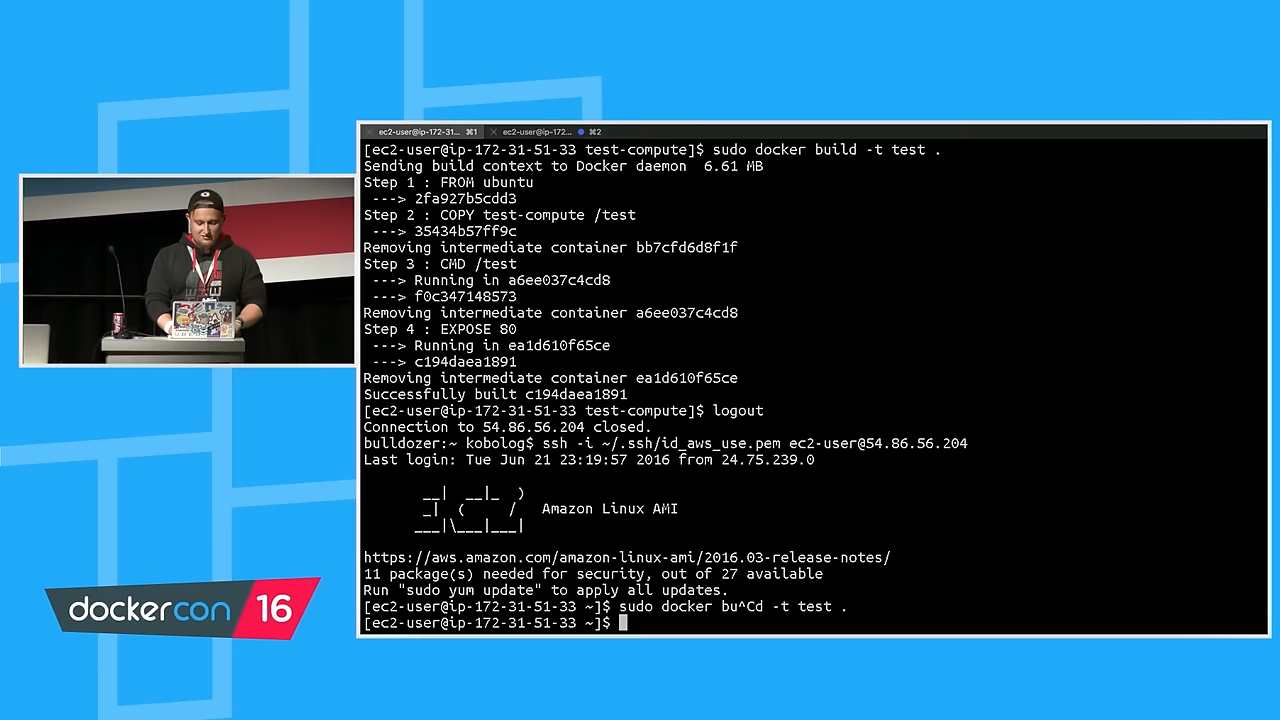 ec2-user@ip-172-31... ⌘1 ec2-user@ip-172... ⌘2
[ec2-user@ip-172-31-51-33 test-compute]$ sudo docker build -t test .
Sending build context to Docker daemon  6.61 MB
Step 1 : FROM ubuntu
 ---> 2fa927b5cdd3
Step 2 : COPY test-compute /test
 ---> 35434b57ff9c
Removing intermediate container bb7cfd6d8f1f
Step 3 : CMD /test
 ---> Running in a6ee037c4cd8
 ---> f0c347148573
Removing intermediate container a6ee037c4cd8
Step 4 : EXPOSE 80
 ---> Running in ea1d610f65ce
 ---> c194daea1891
Removing intermediate container ea1d610f65ce
Successfully built c194daea1891
[ec2-user@ip-172-31-51-33 test-compute]$ logout
Connection to 54.86.56.204 closed.
bulldozer:~ kobolog$ ssh -i ~/.ssh/id_aws_use.pem ec2-user@54.86.56.204
Last login: Tue Jun 21 23:19:57 2016 from 24.75.239.0
__|  __|_  )
_|  (     /   Amazon Linux AMI
___|\___|___|
https://aws.amazon.com/amazon-linux-ami/2016.03-release-notes/
11 package(s) needed for security, out of 27 available
Run "sudo yum update" to apply all updates.
[ec2-user@ip-172-31-51-33 ~]$ sudo docker bu^Cd -t test .
[ec2-user@ip-172-31-51-33 ~]$
dockercon 16